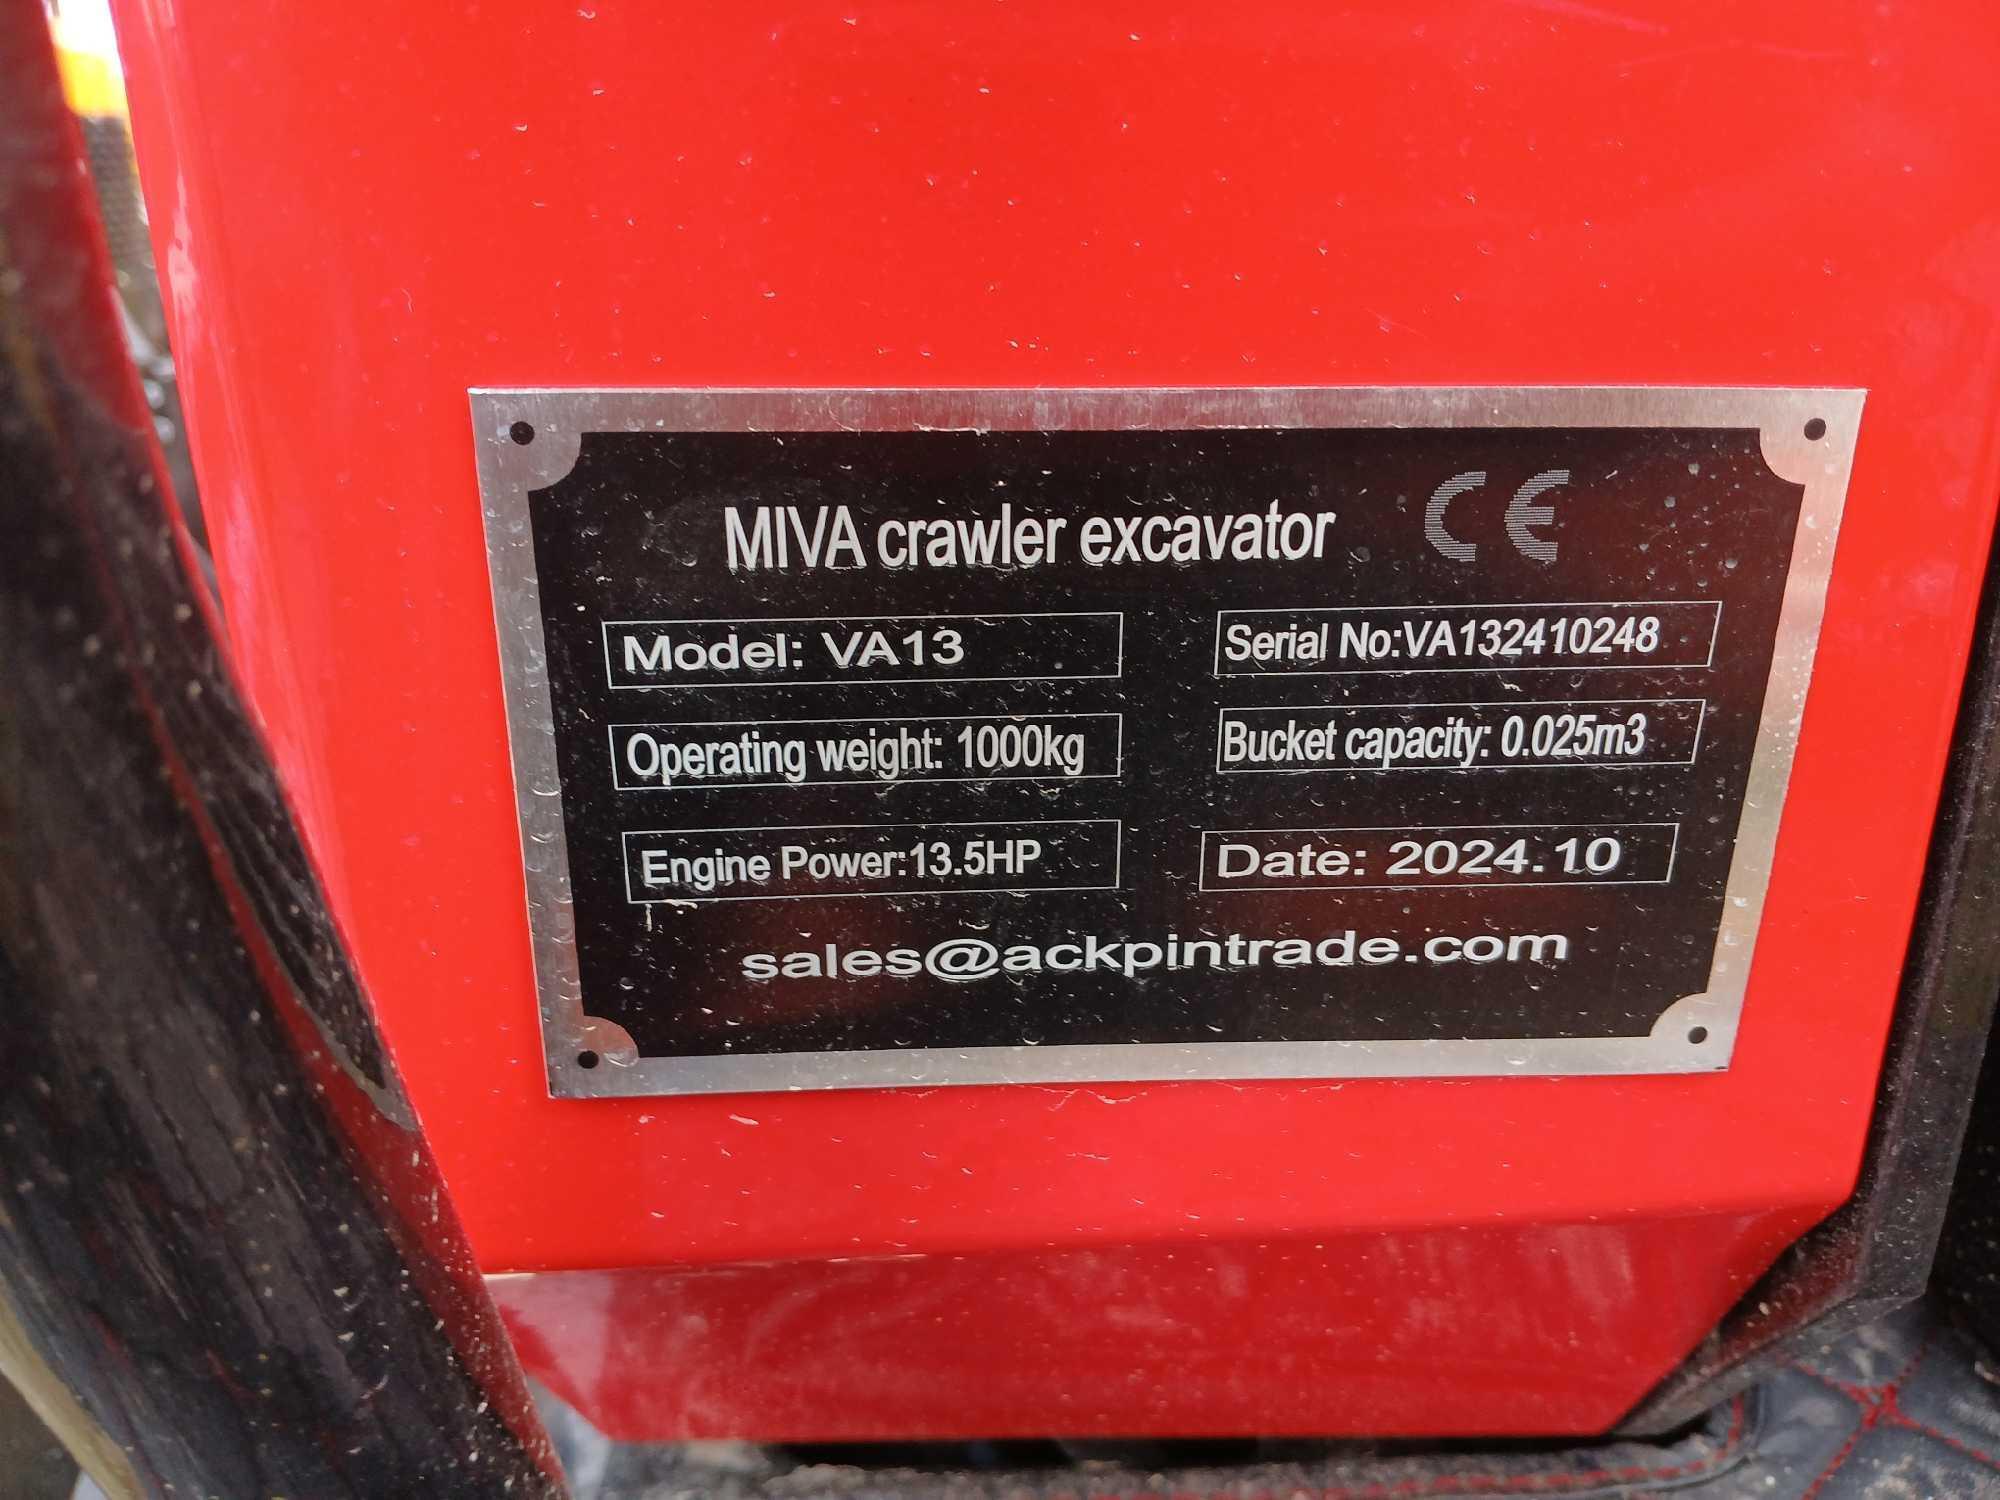 MIVA crawler excavator CE
Model: VA13
Serial No:VA132410248
Operating weight: 1000kg
Bucket capacity: 0.025m3
Engine Power:13.5HP
Date: 2024.10
sales@ackpintrade.com